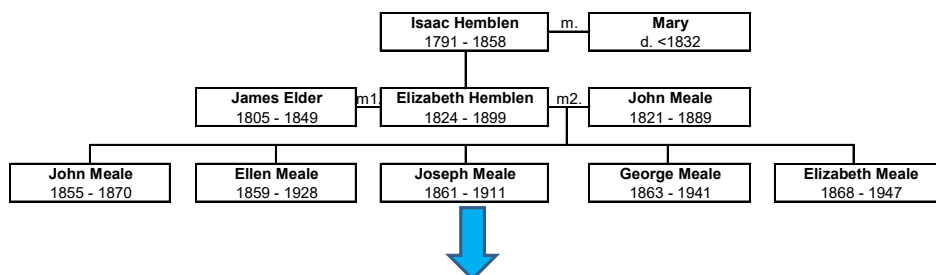 Isaac Hemblen m. Mary
1791 - 1858 d. <1832
James Elder m1. Elizabeth Hemblen m2. John Meale
1805 - 1849 1824 - 1899 1821 - 1889
John Meale Ellen Meale Joseph Meale George Meale Elizabeth Meale
1855 - 1870 1859 - 1928 1861 - 1911 1863 - 1941 1868 - 1947